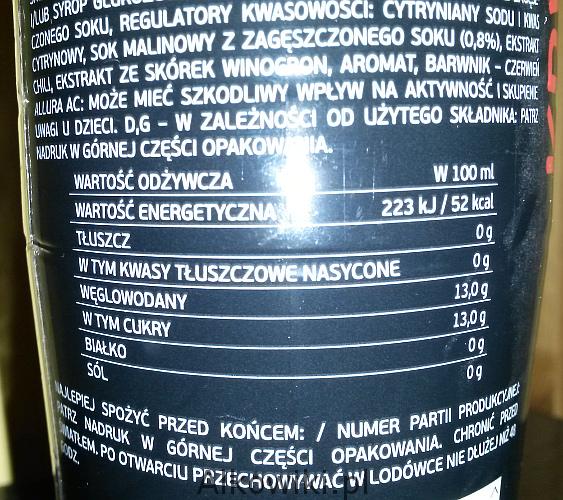 I/LUB SYROP
CZONEGO SOKU, REGULATORY KWASOWOŚCI: CYTRYNIANY SODU I KWAS
CYTRYNOWY, SOK MALINOWY Z ZAGĘSZCZONEGO SOKU (0,8%), EKSTRAKT
CHILI, EKSTRAKT ZE SKÓREK WINOGRON, AROMAT, BARWNIK – CZERWIEŃ
ALLURA AC: MOŻE MIEĆ SZKODLIWY WPŁYW NA AKTYWNOŚĆ I SKUPIENIE
UWAGI U DZIECI. D,G – W ZALEŻNOŚCI OD UŻYTEGO SKŁADNIKA: PATRZ
NADRUK W GÓRNEJ CZĘŚCI OPAKOWANIA.
WARTOŚĆ ODŻYWCZA W 100 ml
WARTOŚĆ ENERGETYCZNA 223 kJ / 52 kcal
TŁUSZCZ 0 g
W TYM KWASY TŁUSZCZOWE NASYCONE 0 g
WĘGLOWODANY 13,0 g
W TYM CUKRY 13,0 g
BIAŁKO 0 g
SÓL 0 g
NAJLEPIEJ SPOŻYĆ PRZED KOŃCEM: / NUMER PARTII PRODUKCYJNEJ:
PATRZ NADRUK W GÓRNEJ CZĘŚCI OPAKOWANIA. CHRONIĆ PRZED
ŚWIATŁEM. PO OTWARCIU PRZECHOWYWAĆ W LODÓWCE NIE DŁUŻEJ NIŻ 48
GODZ.
Alkowiki.pl